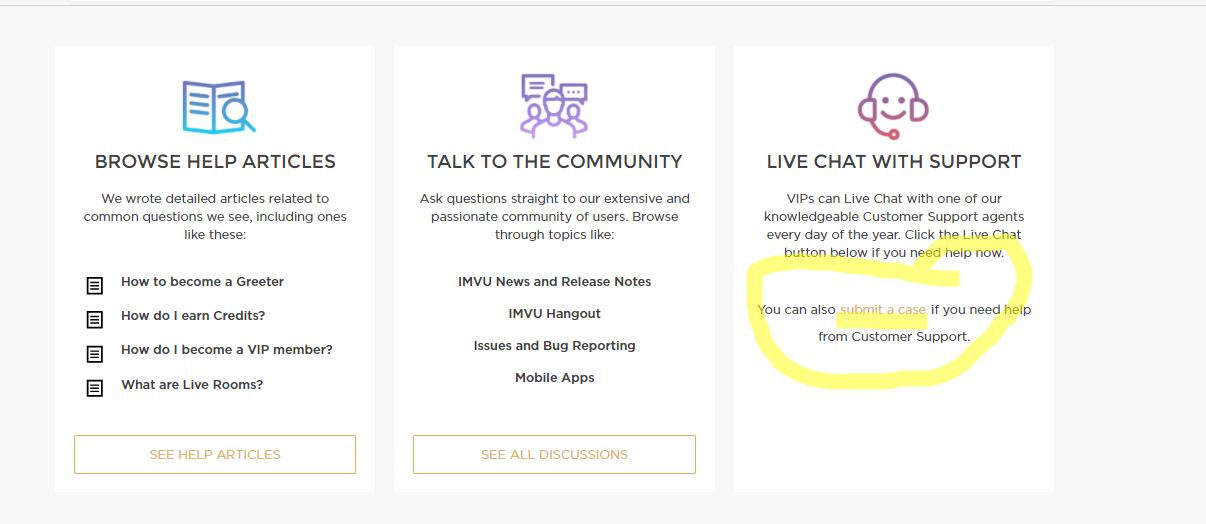 BROWSE HELP ARTICLES
We wrote detailed articles related to
common questions we see, including ones
like these:
How to become a Greeter
How do I earn Credits?
How do I become a VIP member?
What are Live Rooms?
SEE HELP ARTICLES
TALK TO THE COMMUNITY
Ask questions straight to our extensive and
passionate community of users. Browse
through topics like:
IMVU News and Release Notes
IMVU Hangout
Issues and Bug Reporting
Mobile Apps
SEE ALL DISCUSSIONS
LIVE CHAT WITH SUPPORT
VIPs can Live Chat with one of our
knowledgeable Customer Support agents
every day of the year. Click the Live Chat
button below if you need help now.
You can also submit a case if you need help
from Customer Support.